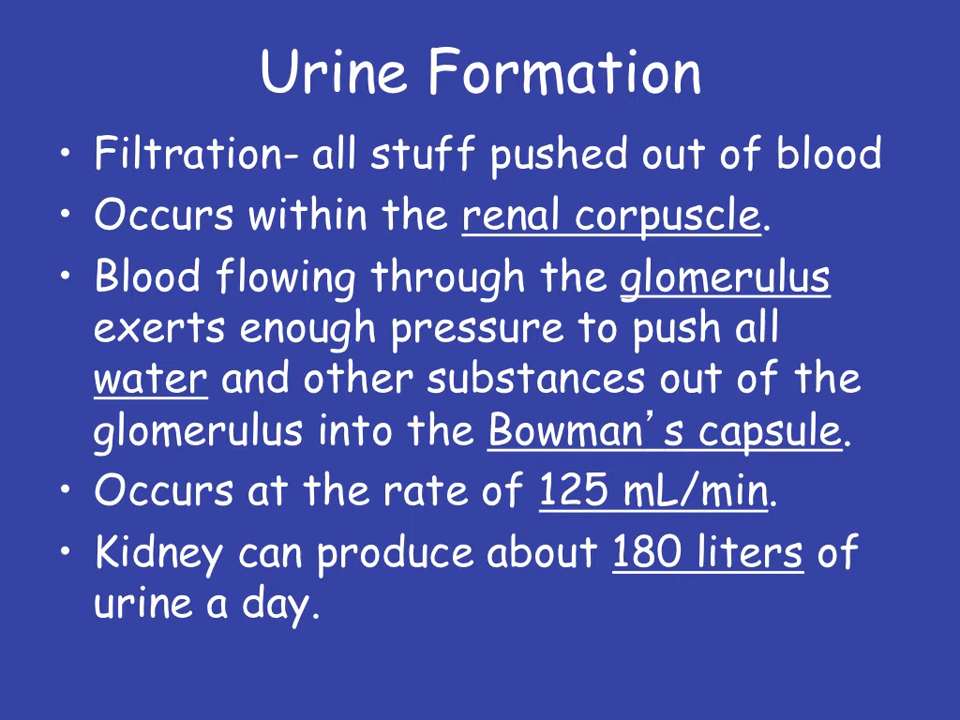 Urine Formation
• Filtration- all stuff pushed out of blood
• Occurs within the renal corpuscle.
• Blood flowing through the glomerulus
exerts enough pressure to push all
water and other substances out of the
glomerulus into the Bowman’s capsule.
• Occurs at the rate of 125 mL/min.
• Kidney can produce about 180 liters of
urine a day.